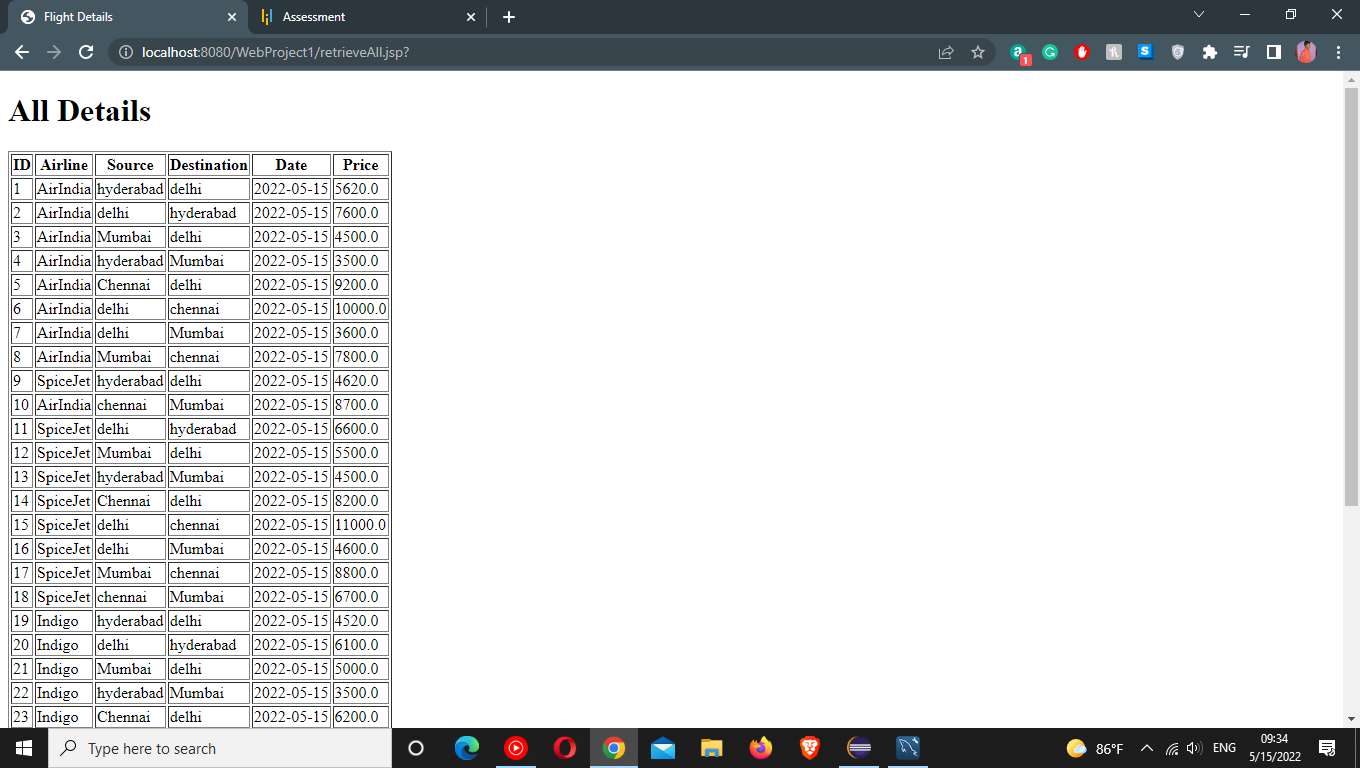 Flight Details
Assessment
localhost:8080/WebProject1/retrieveAll.jsp?
1
All Details
ID Airline Source Destination Date Price
1 AirIndia hyderabad delhi 2022-05-15 5620.0
2 AirIndia delhi hyderabad 2022-05-15 7600.0
3 AirIndia Mumbai delhi 2022-05-15 4500.0
4 AirIndia hyderabad Mumbai 2022-05-15 3500.0
5 AirIndia Chennai delhi 2022-05-15 9200.0
6 AirIndia delhi chennai 2022-05-15 10000.0
7 AirIndia delhi Mumbai 2022-05-15 3600.0
8 AirIndia Mumbai chennai 2022-05-15 7800.0
9 SpiceJet hyderabad delhi 2022-05-15 4620.0
10 AirIndia chennai Mumbai 2022-05-15 8700.0
11 SpiceJet delhi hyderabad 2022-05-15 6600.0
12 SpiceJet Mumbai delhi 2022-05-15 5500.0
13 SpiceJet hyderabad Mumbai 2022-05-15 4500.0
14 SpiceJet Chennai delhi 2022-05-15 8200.0
15 SpiceJet delhi chennai 2022-05-15 11000.0
16 SpiceJet delhi Mumbai 2022-05-15 4600.0
17 SpiceJet Mumbai chennai 2022-05-15 8800.0
18 SpiceJet chennai Mumbai 2022-05-15 6700.0
19 Indigo hyderabad delhi 2022-05-15 4520.0
20 Indigo delhi hyderabad 2022-05-15 6100.0
21 Indigo Mumbai delhi 2022-05-15 5000.0
22 Indigo hyderabad Mumbai 2022-05-15 3500.0
23 Indigo Chennai delhi 2022-05-15 6200.0
Type here to search
86°F
ENG
09:34
5/15/2022